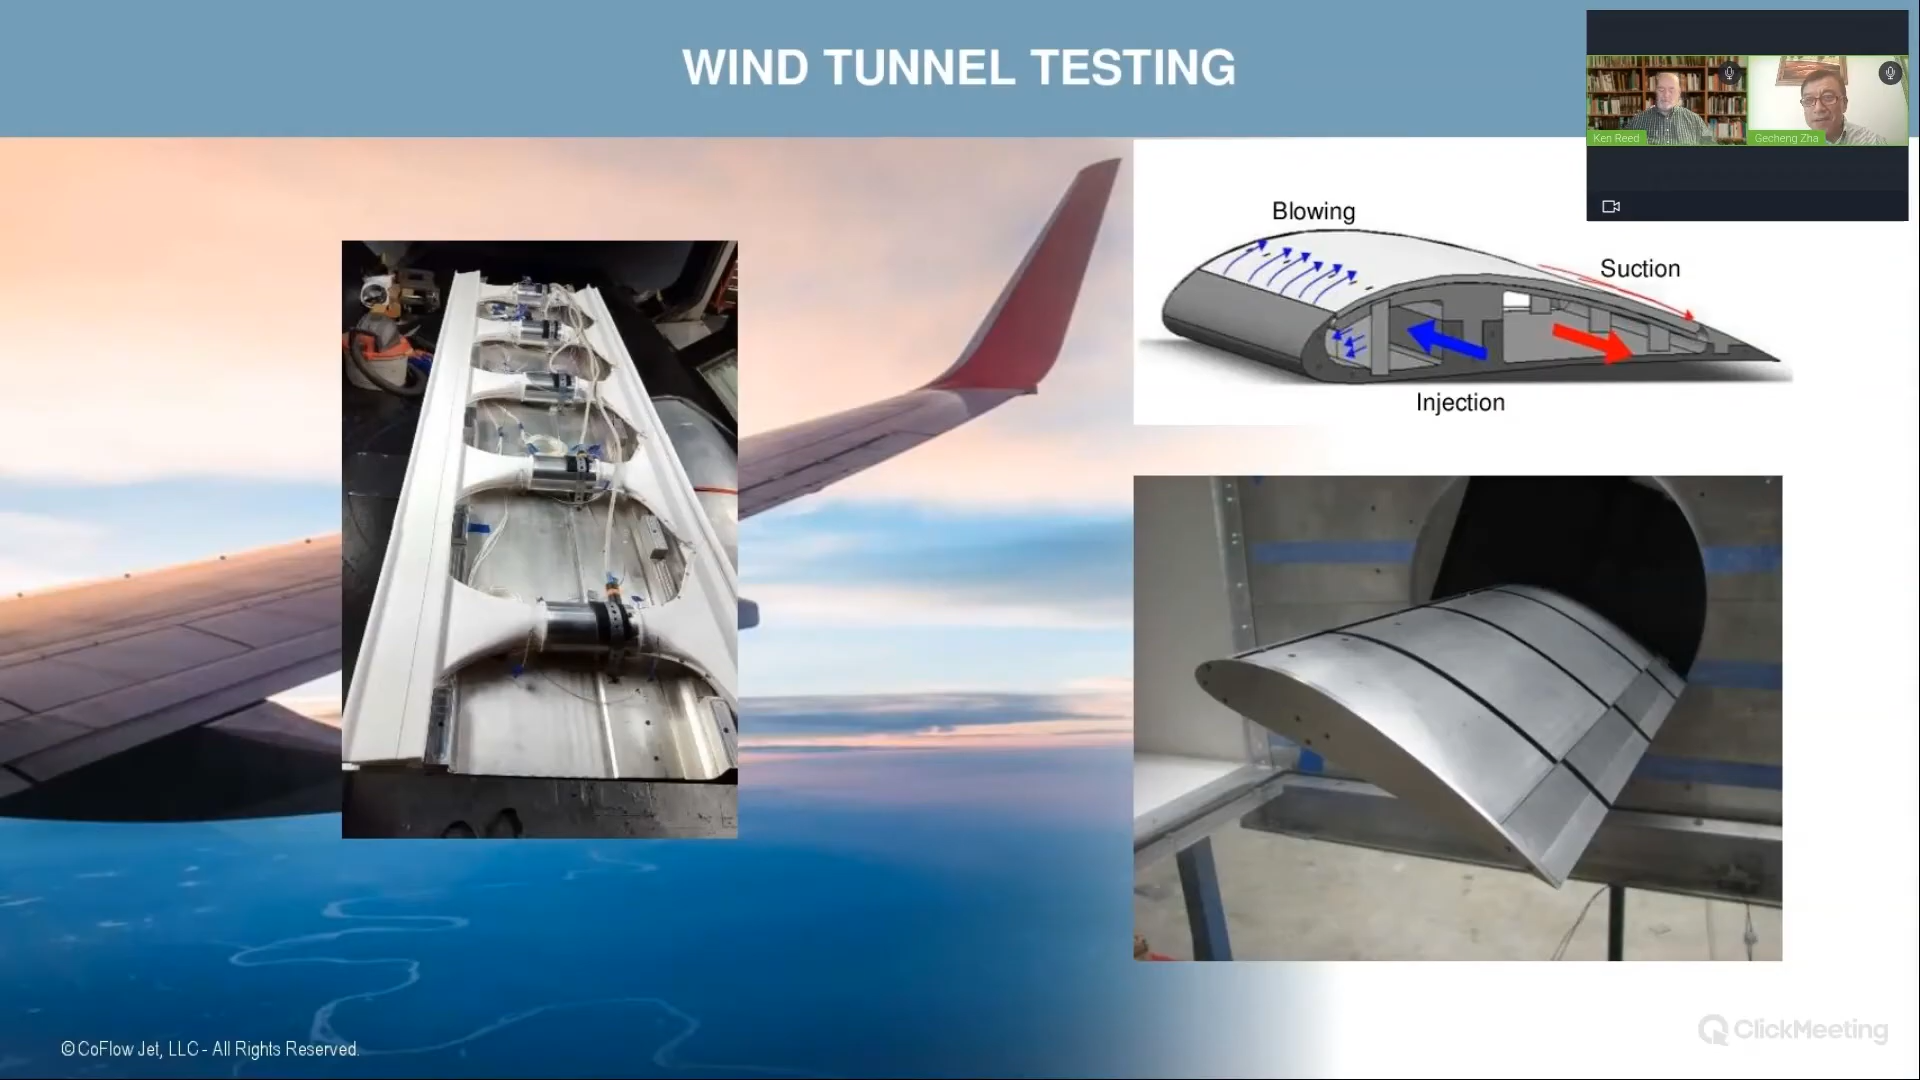 WIND TUNNEL TESTING
Ken Reed
Gecheng Zha
Blowing
Suction
Injection
©CoFlow Jet, LLC - All Rights Reserved.
ClickMeeting